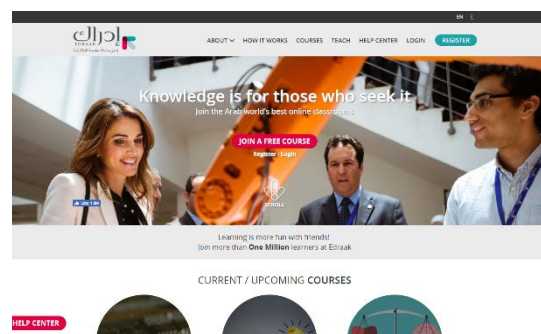 EN
إدراك
EDRAAK
ABOUT
HOW IT WORKS
COURSES
TEACH
HELP CENTER
LOGIN
REGISTER
Knowledge is for those who seek it
Join the Arab world's best online classrooms.
JOIN A FREE COURSE
Register / Login
SCROLL
Learning is more fun with friends!
Join more than One Million learners at Edraak
CURRENT / UPCOMING COURSES
HELP CENTER